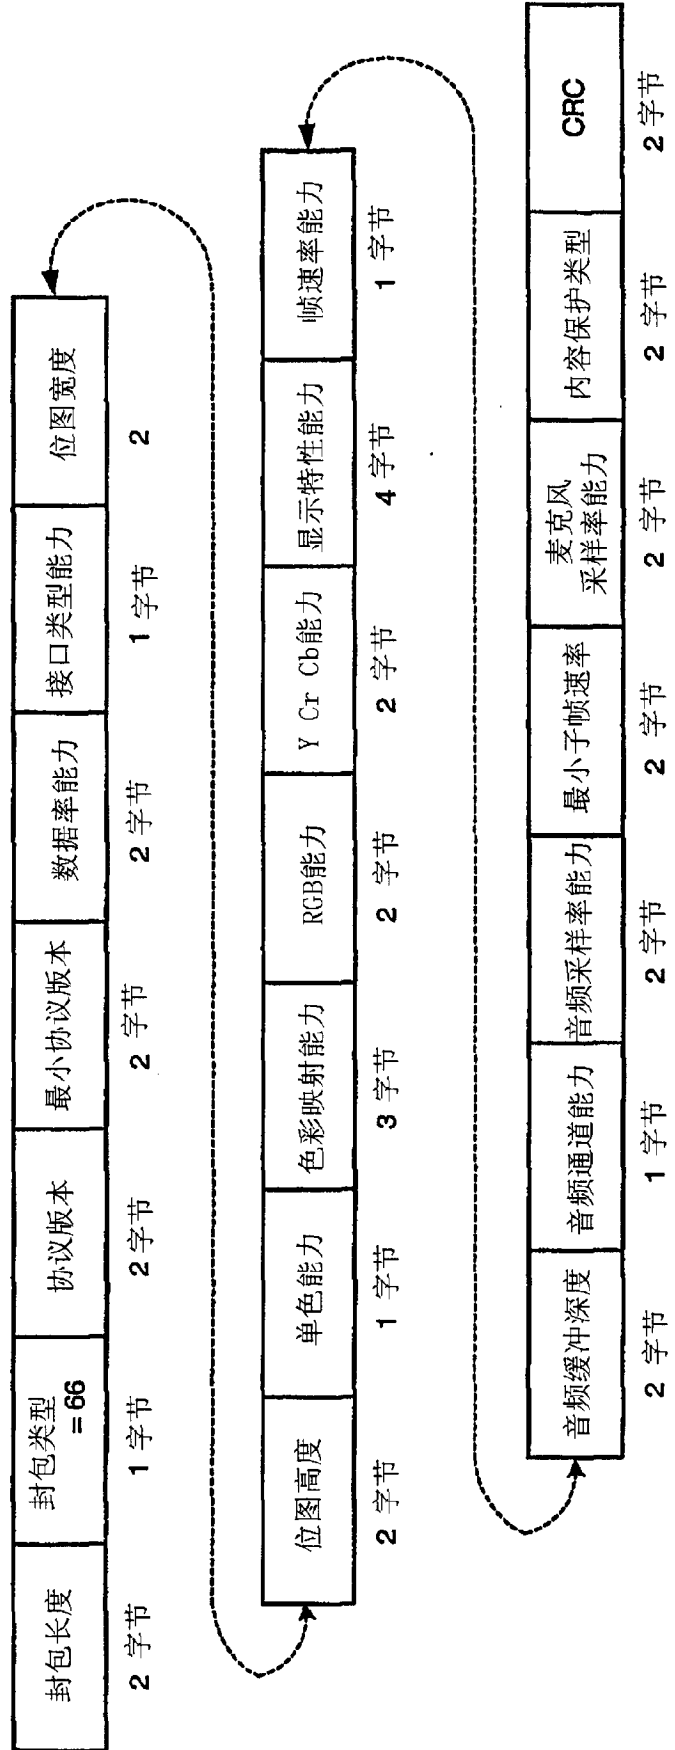 封包长度
封包类型
=66
协议版本
最小协议版本
数据率能力
接口类型能力
位图宽度
2 字节
1 字节
2 字节
2 字节
2 字节
1 字节
2
位图高度
单色能力
色彩映射能力
RGB能力
Y Cr Cb能力
显示特性能力
帧速率能力
2 字节
1 字节
3 字节
2 字节
2 字节
4 字节
1 字节
音频缓冲深度
音频通道能力
音频采样率能力
最小子帧速率
麦克风
采样率能力
内容保护类型
CRC
2 字节
1 字节
2 字节
2 字节
2 字节
2 字节
2 字节